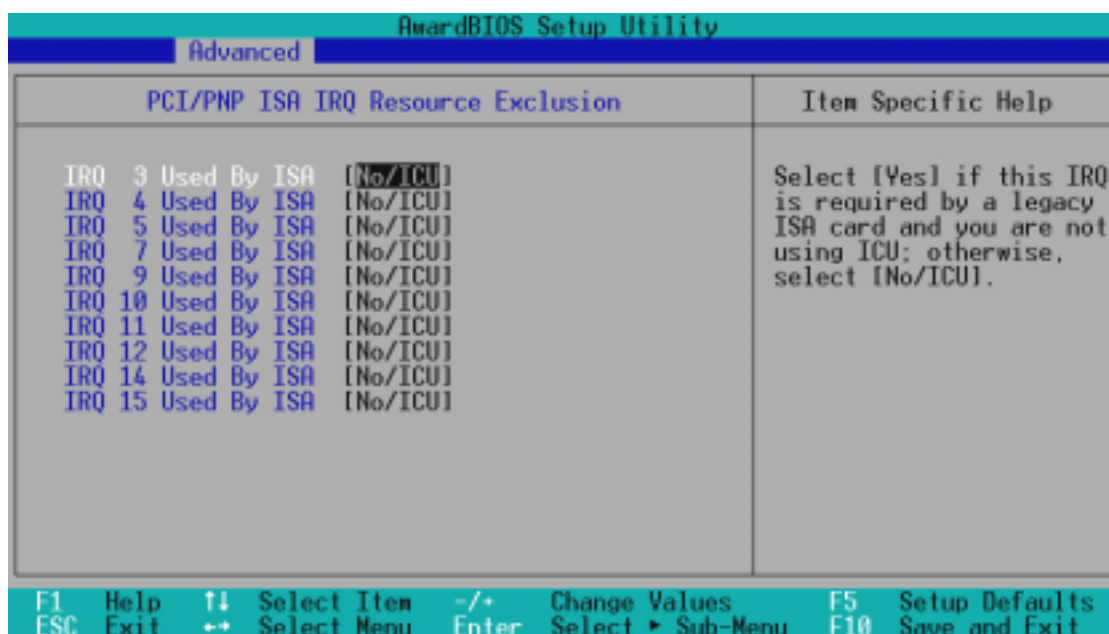 AwardBIOS Setup Utility
Advanced
PCI/PNP ISA IRQ Resource Exclusion
IRQ 3 Used By ISA [No/ICU]
IRQ 4 Used By ISA [No/ICU]
IRQ 5 Used By ISA [No/ICU]
IRQ 7 Used By ISA [No/ICU]
IRQ 9 Used By ISA [No/ICU]
IRQ 10 Used By ISA [No/ICU]
IRQ 11 Used By ISA [No/ICU]
IRQ 12 Used By ISA [No/ICU]
IRQ 14 Used By ISA [No/ICU]
IRQ 15 Used By ISA [No/ICU]
Item Specific Help
Select [Yes] if this IRQ
is required by a legacy
ISA card and you are not
using ICU; otherwise,
select [No/ICU].
F1 Help ↑↓ Select Item -/+ Change Values F5 Setup Defaults
ESC Exit ←→ Select Menu Enter Select ► Sub-Menu F10 Save and Exit